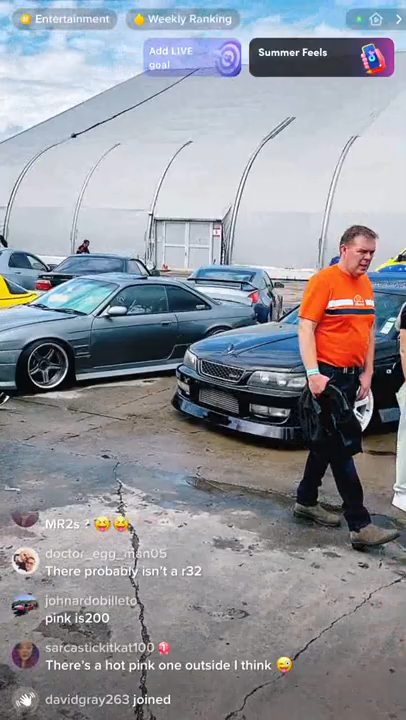 Entertainment
Weekly Ranking
Add LIVE
goal
Summer Feels
MR2s ? 😝😝
doctor_egg_man05
There probably isn't a r32
johnardobilleto
pink is200
sarcastickitkat100
There's a hot pink one outside I think 😜
davidgray263 joined